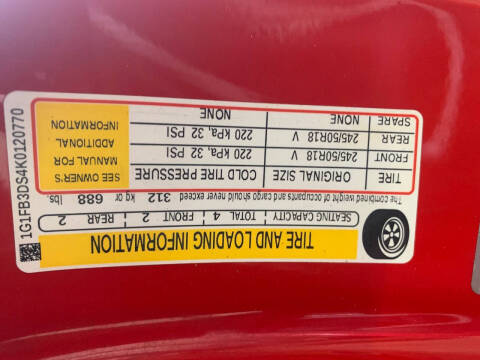 TIRE AND LOADING INFORMATION
SEATING CAPACITY TOTAL 4 FRONT 2 REAR 2
The combined weight of occupants and cargo should never exceed 312 kg or 688 lbs.
TIRE ORIGINAL SIZE COLD TIRE PRESSURE
FRONT 245/50R18 V 220 kPa, 32 PSI
REAR 245/50R18 V 220 kPa, 32 PSI
SPARE NONE NONE
SEE OWNER'S
MANUAL FOR
ADDITIONAL
INFORMATION
1G1FB3DS4K0120770